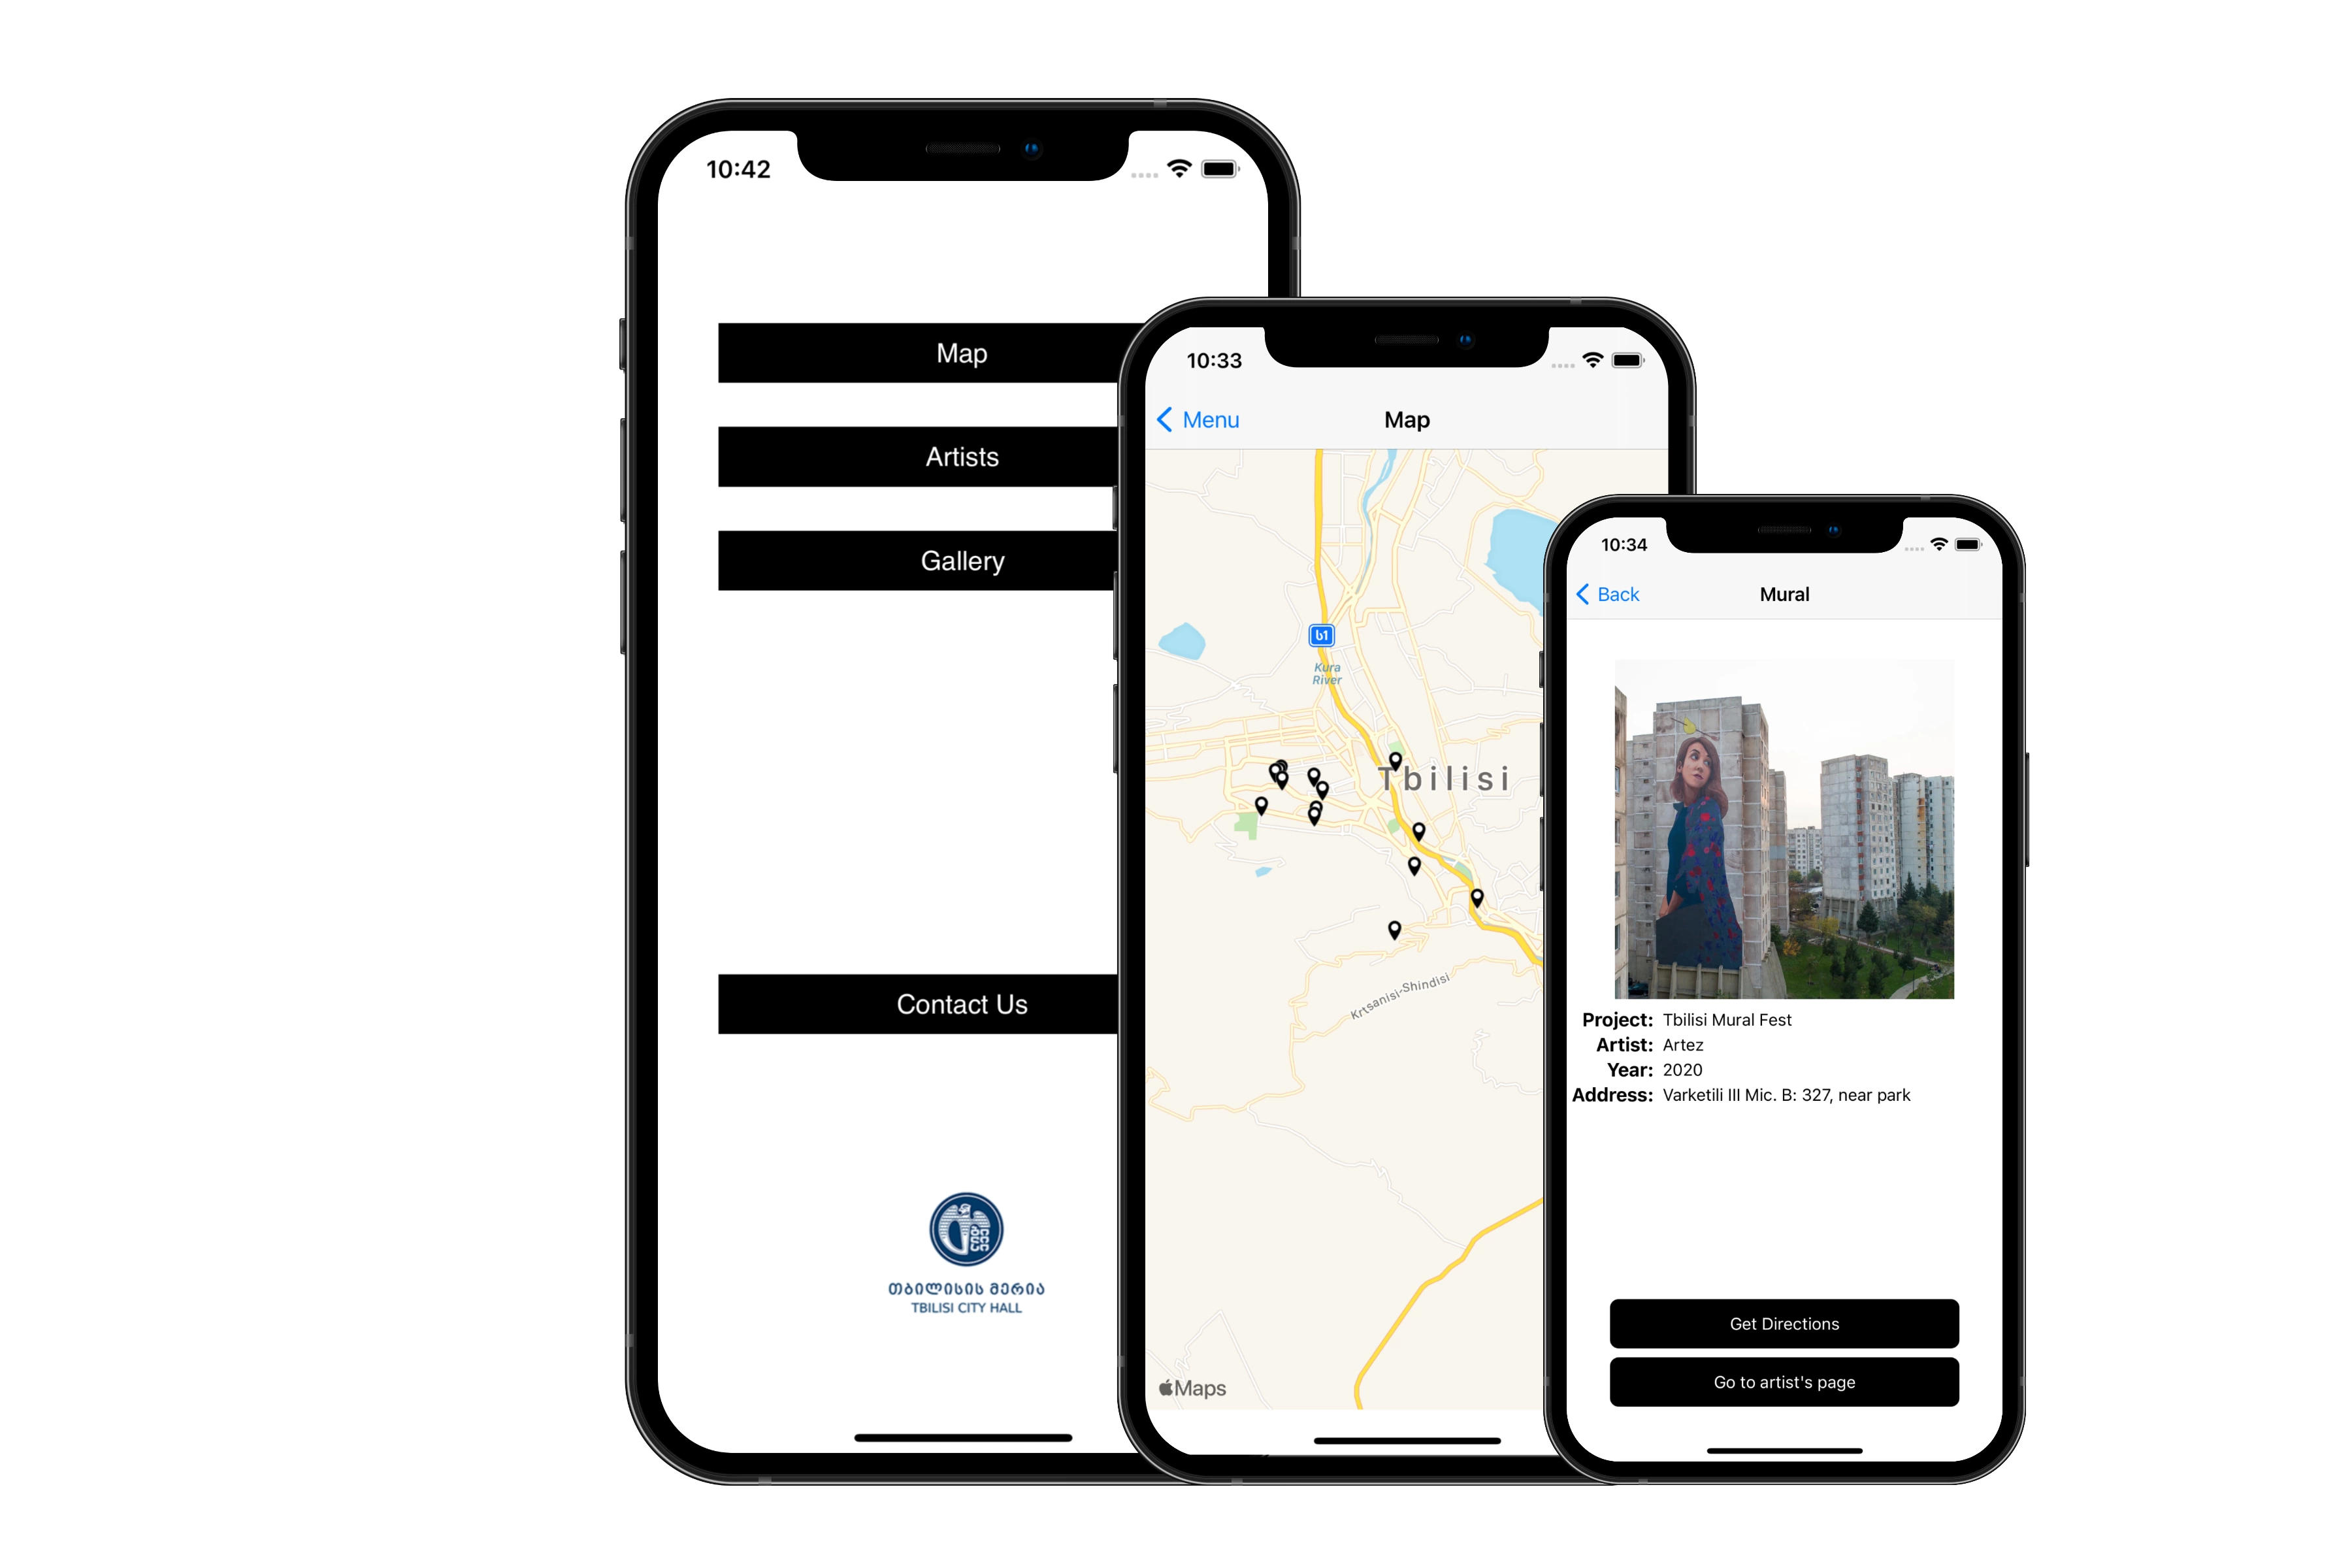 10:42
Map
Artists
Gallery
Contact Us
თბილისის მერია
TBILISI CITY HALL
10:33
Menu
Map
ს1
Kura
River
Tbilisi
Krtsanisi-Shindisi
Maps
10:34
Back
Mural
Project: Tbilisi Mural Fest
Artist: Artez
Year: 2020
Address: Varketili III Mic. B: 327, near park
Get Directions
Go to artist's page